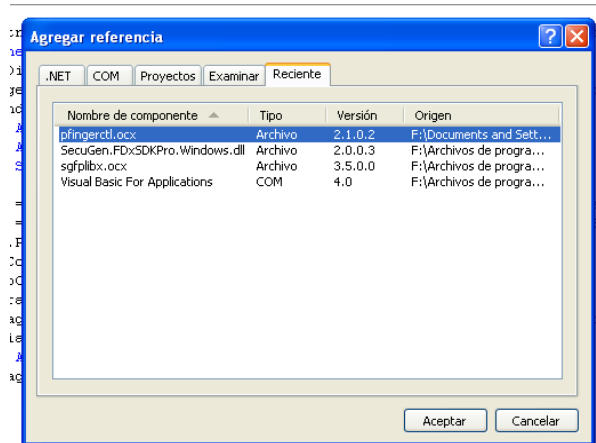 Agregar referencia
.NET COM Proyectos Examinar Reciente
Nombre de componente Tipo Versión Origen
pfingerctl.ocx Archivo 2.1.0.2 F:\Documents and Sett...
SecuGen.FDxSDKPro.Windows.dll Archivo 2.0.0.3 F:\Archivos de progra...
sgfplibx.ocx Archivo 3.5.0.0 F:\Archivos de progra...
Visual Basic For Applications COM 4.0 F:\Archivos de progra...
Aceptar Cancelar